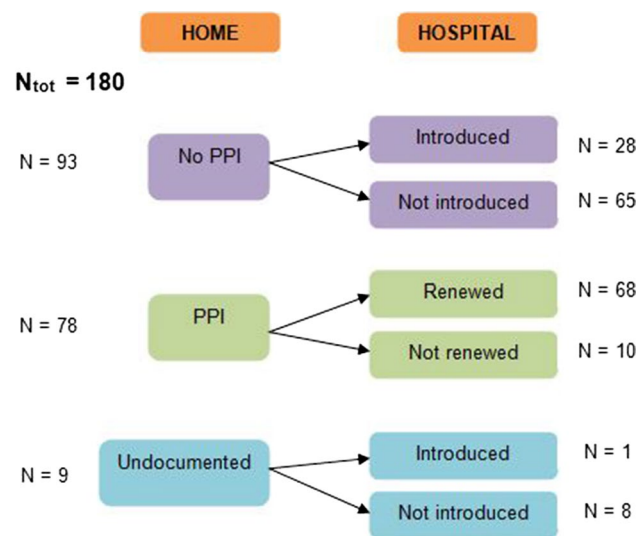 HOME
HOSPITAL
Ntot = 180
N = 93
No PPI
Introduced
N = 28
Not introduced
N = 65
N = 78
PPI
Renewed
N = 68
Not renewed
N = 10
N = 9
Undocumented
Introduced
N = 1
Not introduced
N = 8